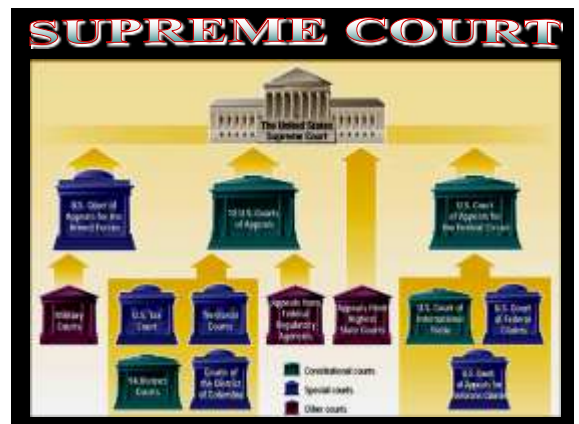 SUPREME COURT
The United States
Supreme Court
U.S. Court of
Appeals for the
Armed Forces
12 U.S. Courts
of Appeals
U.S. Court
of Appeals for
the Federal Circuit
Military
Courts
U.S. Tax
Court
Territorial
Courts
Appeals from
Federal
Regulatory
Agencies
Appeals from
Highest
State Courts
U.S. Court of
International
Trade
U.S. Court
of Federal
Claims
94 District
Courts
Courts of
the District
of Columbia
U.S. Court
of Appeals for
Veterans Claims
Constitutional courts
Special courts
Other courts